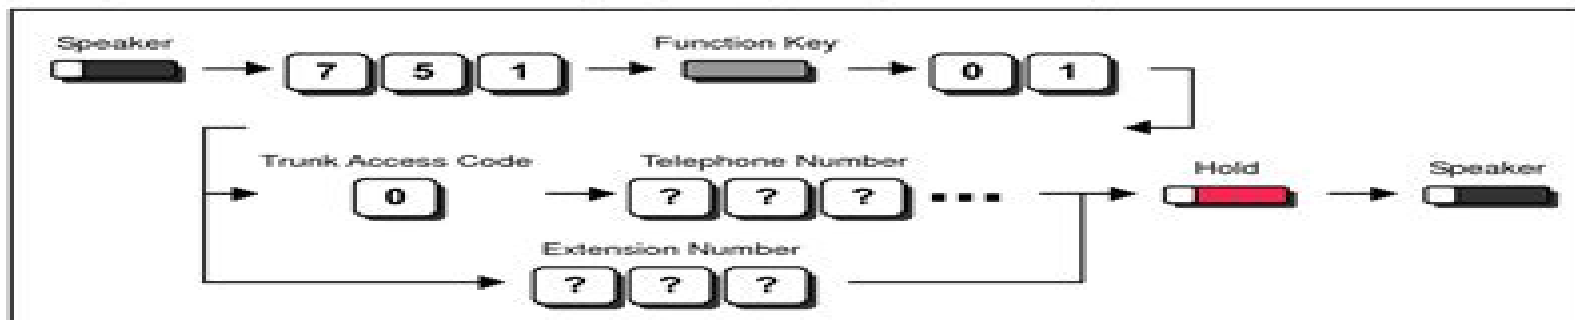 Speaker Function Key
7 5 1 0 1
Trunk Access Code Telephone Number Hold Speaker
0 ? ? ? ...
Extension Number
? ? ?